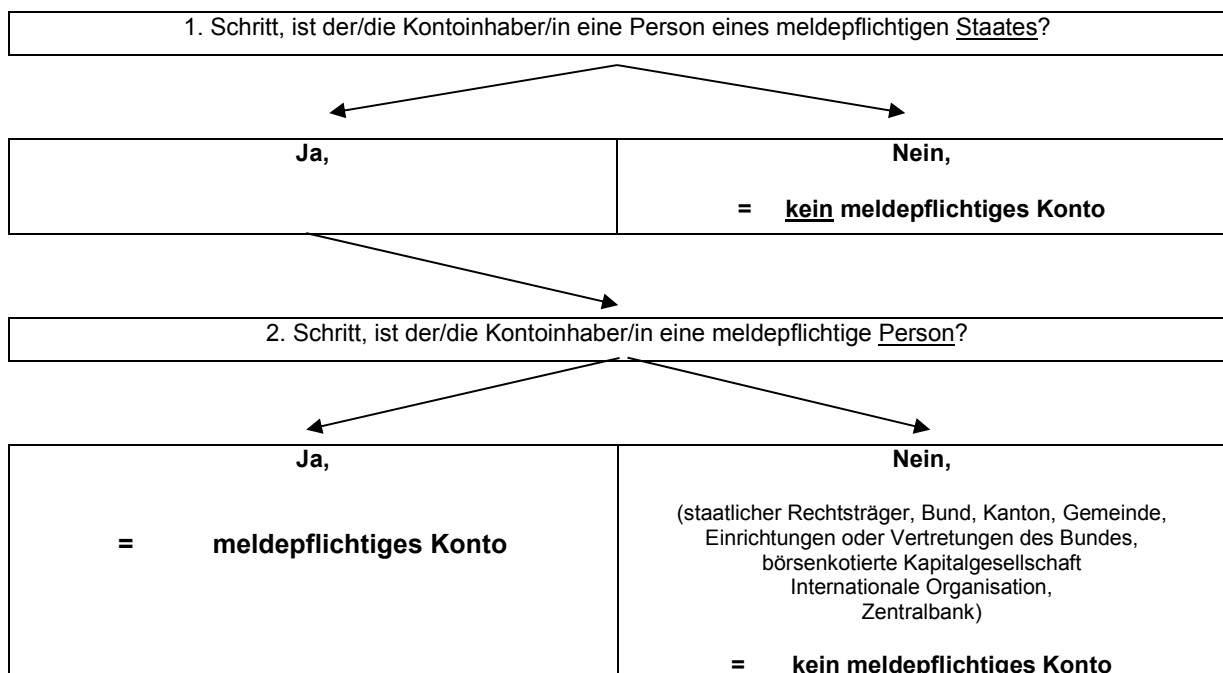 1. Schritt, ist der/die Kontoinhaber/in eine Person eines meldepflichtigen Staates?
Ja,
Nein,
= kein meldepflichtiges Konto
2. Schritt, ist der/die Kontoinhaber/in eine meldepflichtige Person?
Ja,
= meldepflichtiges Konto
Nein,
(staatlicher Rechtsträger, Bund, Kanton, Gemeinde,
Einrichtungen oder Vertretungen des Bundes,
börsenkotierte Kapitalgesellschaft
Internationale Organisation,
Zentralbank)
= kein meldepflichtiges Konto